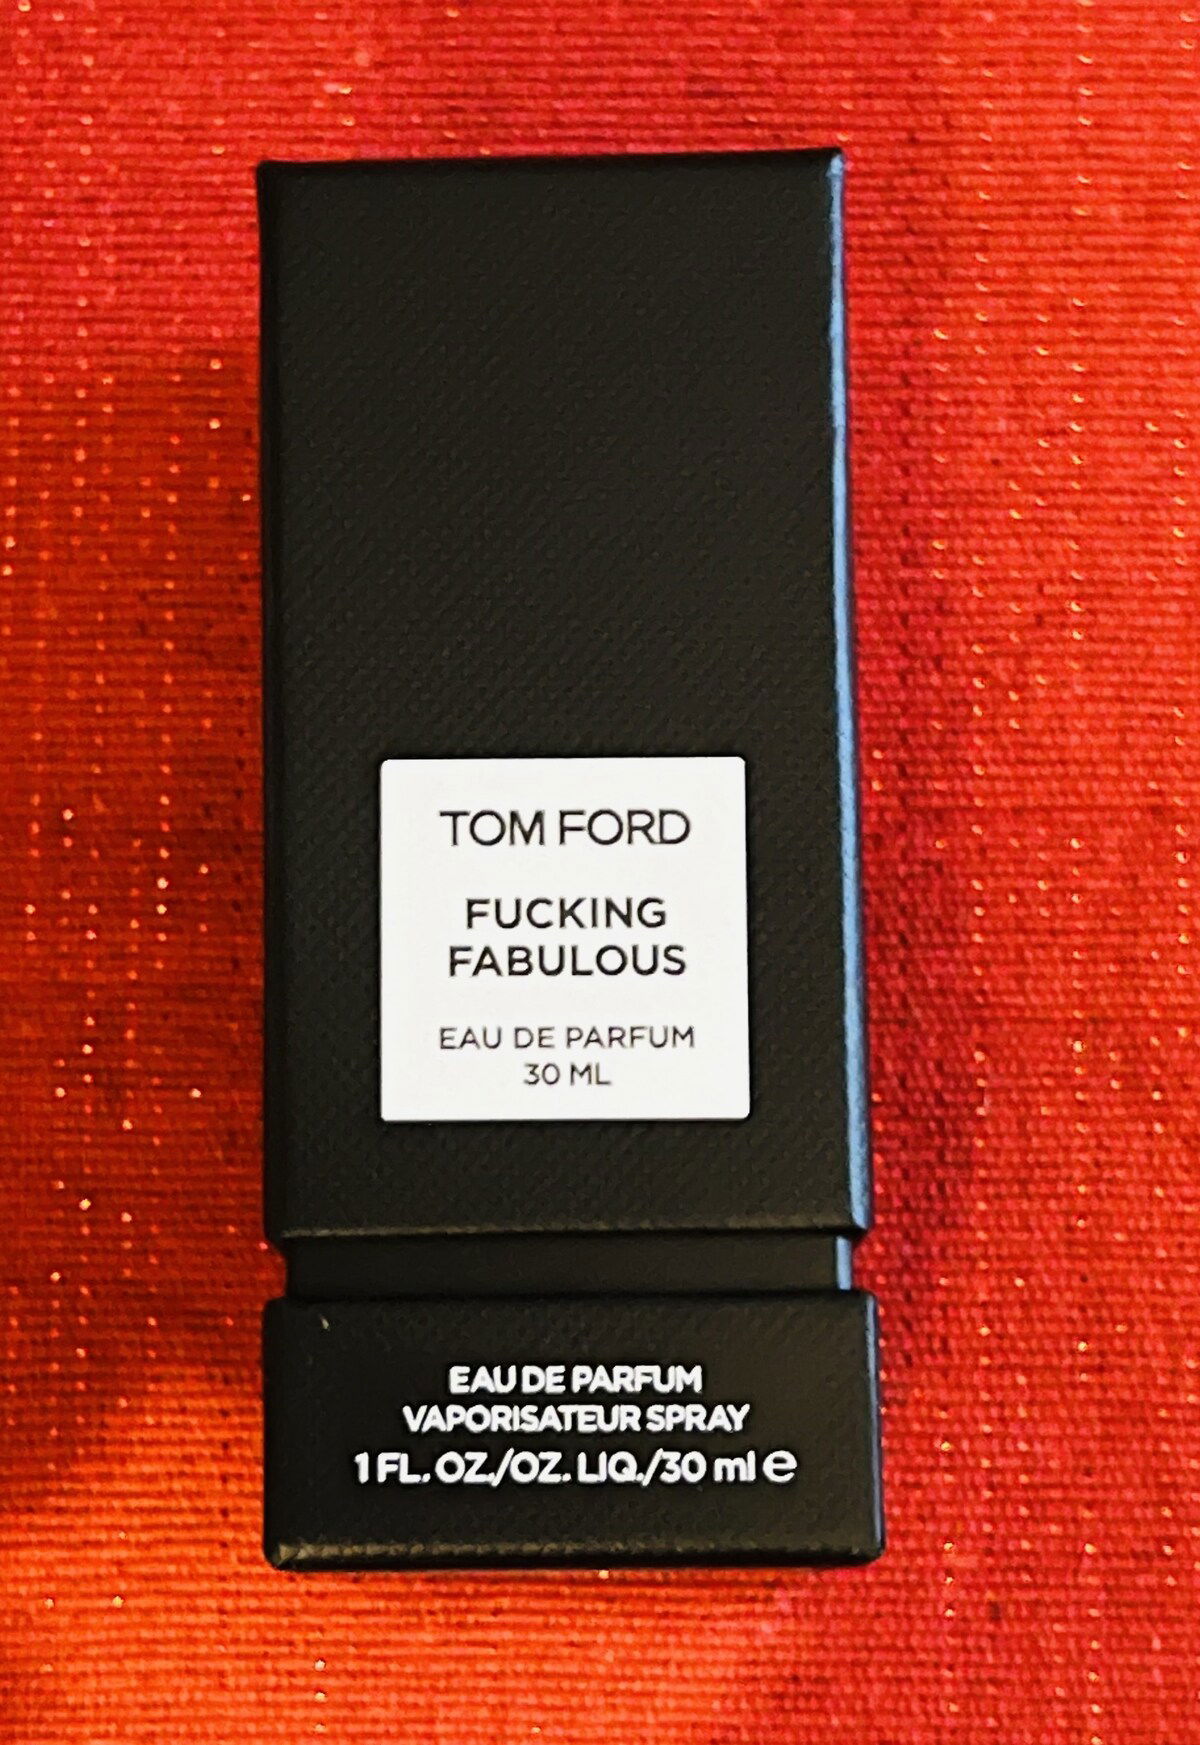 TOM FORD
FUCKING
FABULOUS
EAU DE PARFUM
30 ML
EAU DE PARFUM
VAPORISATEUR SPRAY
1 FL. OZ./OZ. LIQ./30 ml e